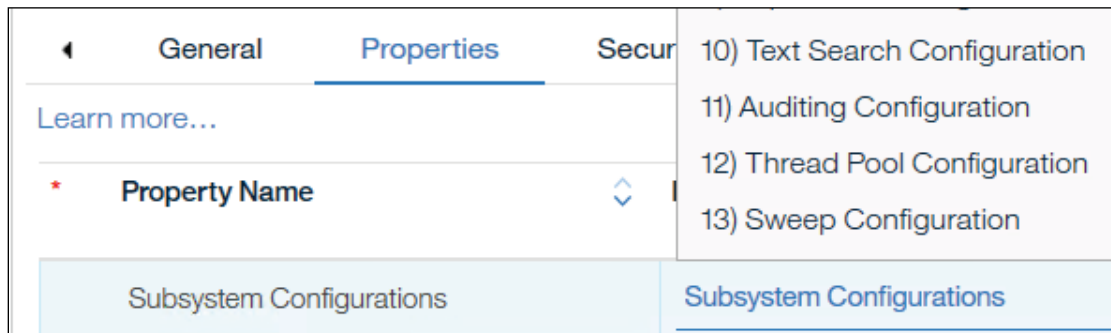 General Properties Secur
Learn more...
* Property Name
Subsystem Configurations
10) Text Search Configuration
11) Auditing Configuration
12) Thread Pool Configuration
13) Sweep Configuration
Subsystem Configurations